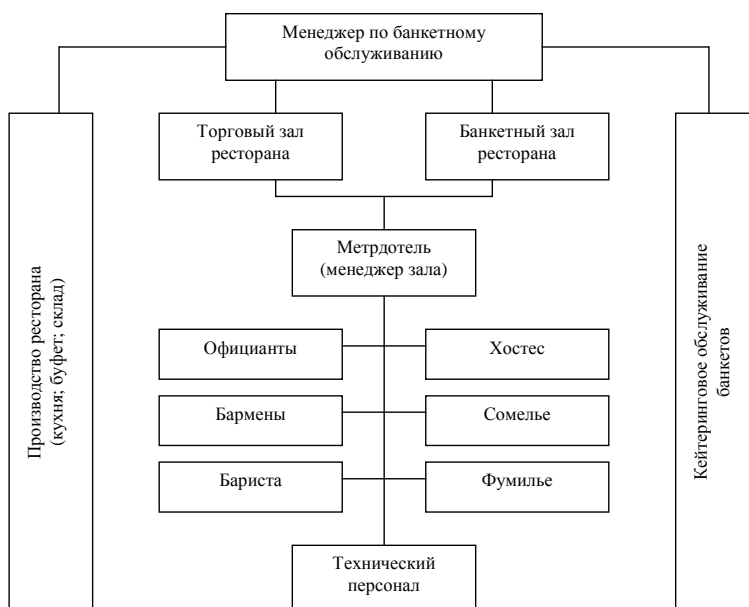 Менеджер по банкетному
обслуживанию
Торговый зал
ресторана
Банкетный зал
ресторана
Метрдотель
(менеджер зала)
Производство ресторана
(кухня; буфет; склад)
Кейтеринговое обслуживание
банкетов
Официанты
Хостес
Бармены
Сомелье
Бариста
Фумилье
Технический
персонал